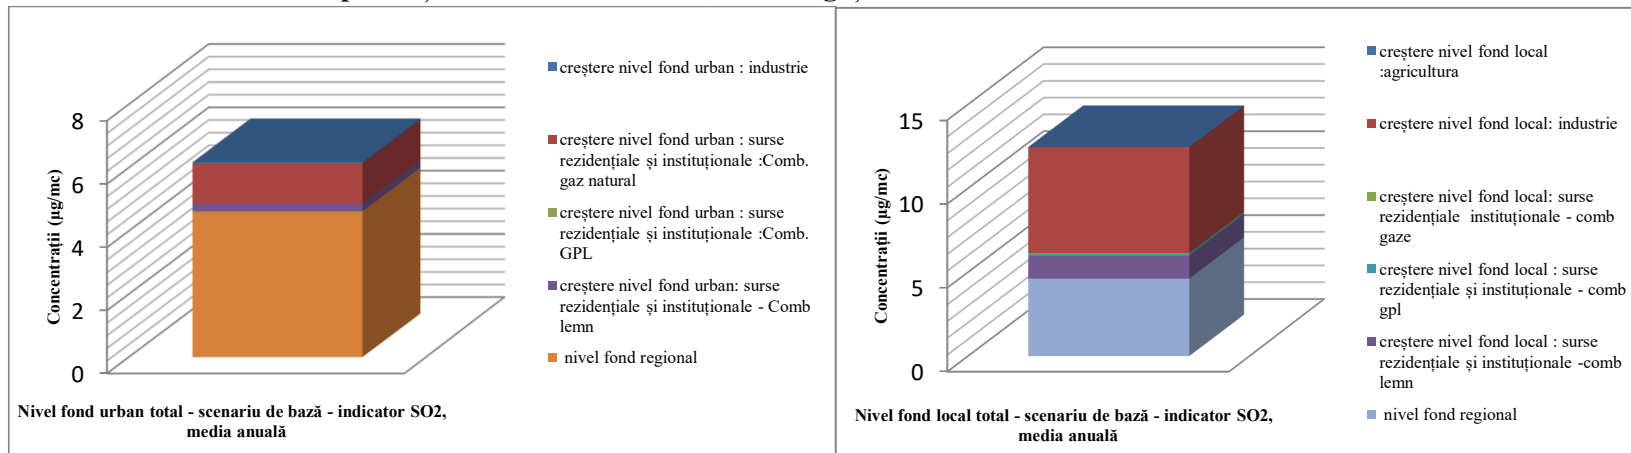 8
6
4
2
0
Concentrații (µg/mc)
creștere nivel fond urban : industrie
creștere nivel fond urban : surse
rezidențiale și instituționale :Comb.
gaz natural
creștere nivel fond urban : surse
rezidențiale și instituționale :Comb.
GPL
creștere nivel fond urban: surse
rezidențiale și instituționale - Comb
lemn
nivel fond regional
Nivel fond urban total - scenariu de bază - indicator SO2,
media anuală
15
10
5
0
Concentrații (µg/mc)
creștere nivel fond local
:agricultura
creștere nivel fond local: industrie
creștere nivel fond local: surse
rezidențiale instituționale - comb
gaze
creștere nivel fond local : surse
rezidențiale și instituționale - comb
gpl
creștere nivel fond local : surse
rezidențiale și instituționale -comb
lemn
nivel fond regional
Nivel fond local total - scenariu de bază - indicator SO2,
media anuală